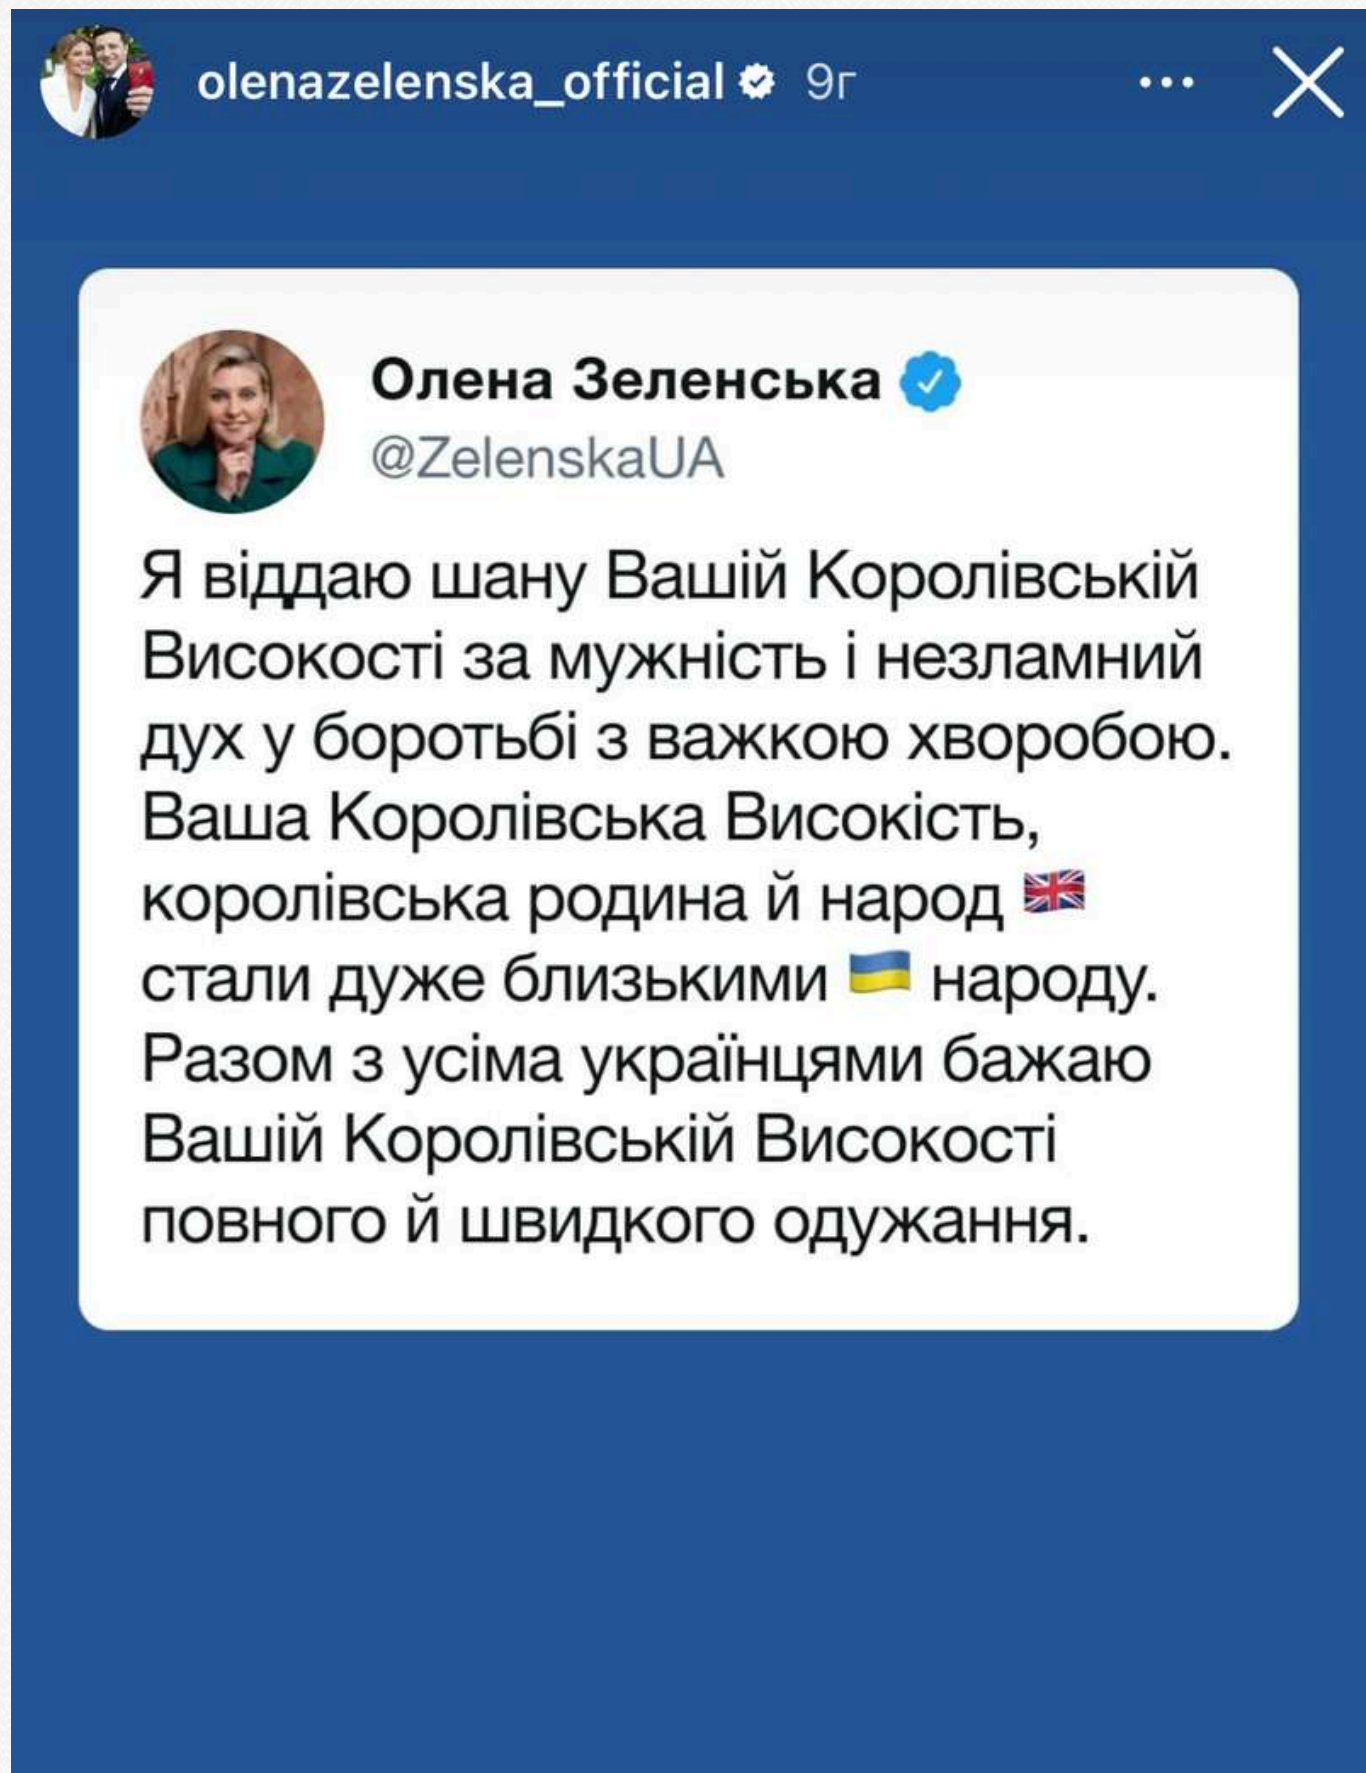 olenazelenska_official 9г
Олена Зеленська
@ZelenskaUA
Я віддаю шану Вашій Королівській
Високості за мужність і незламний
дух у боротьбі з важкою хворобою.
Ваша Королівська Високість,
королівська родина й народ 🇬🇧
стали дуже близькими 🇺🇦 народу.
Разом з усіма українцями бажаю
Вашій Королівській Високості
повного й швидкого одужання.